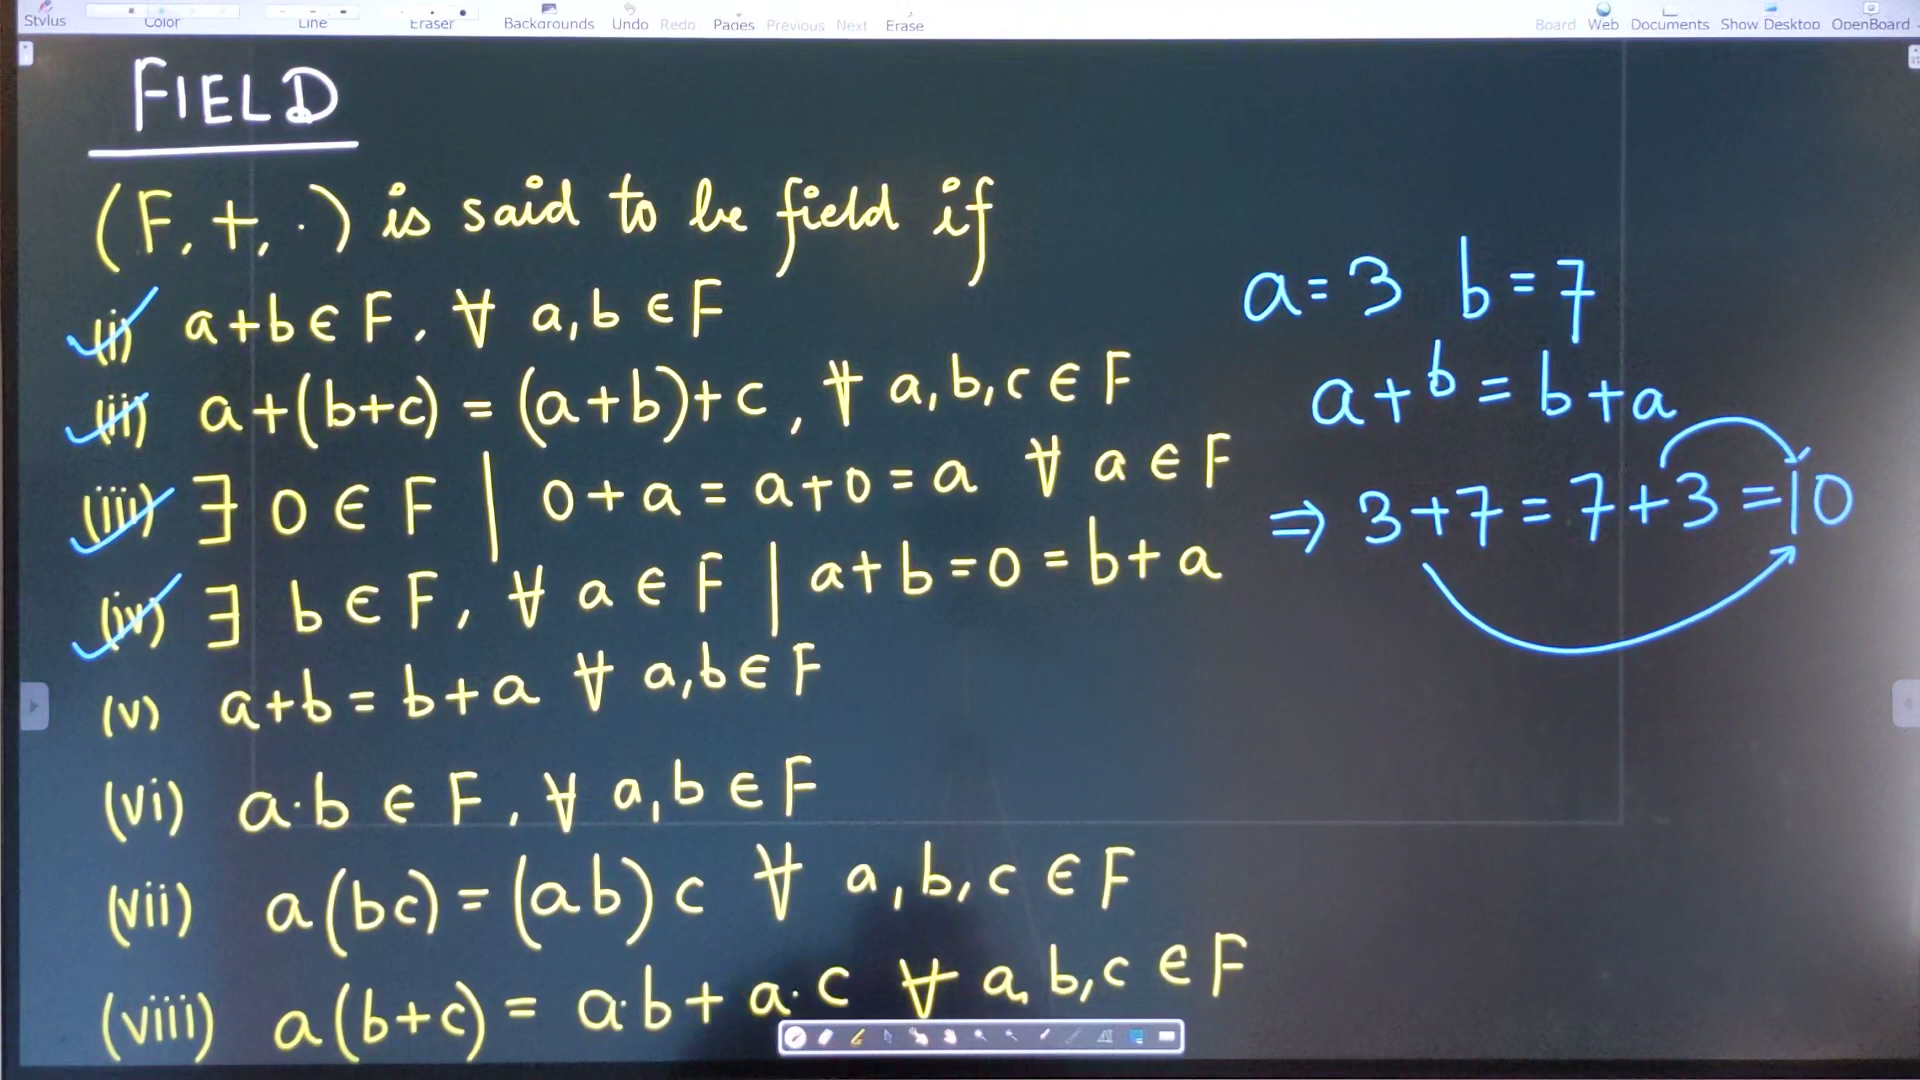 Stylus Color Line Eraser Backgrounds Undo Redo Pages Previous Next Erase Board Web Documents Show Desktop OpenBoard
FIELD
(F, +, ·) is said to be field if
(i) a+b ∈ F, ∀ a,b ∈ F
(ii) a+(b+c) = (a+b)+c, ∀ a,b,c ∈ F
(iii) ∃ 0 ∈ F | 0+a = a+0 = a ∀ a ∈ F
(iv) ∃ b ∈ F, ∀ a ∈ F | a+b = 0 = b+a
(v) a+b = b+a ∀ a,b ∈ F
(vi) a·b ∈ F, ∀ a,b ∈ F
(vii) a(bc) = (ab)c ∀ a,b,c ∈ F
(viii) a(b+c) = a·b + a·c ∀ a,b,c ∈ F
a=3 b=7
a+b = b+a
⇒ 3+7 = 7+3 = 10